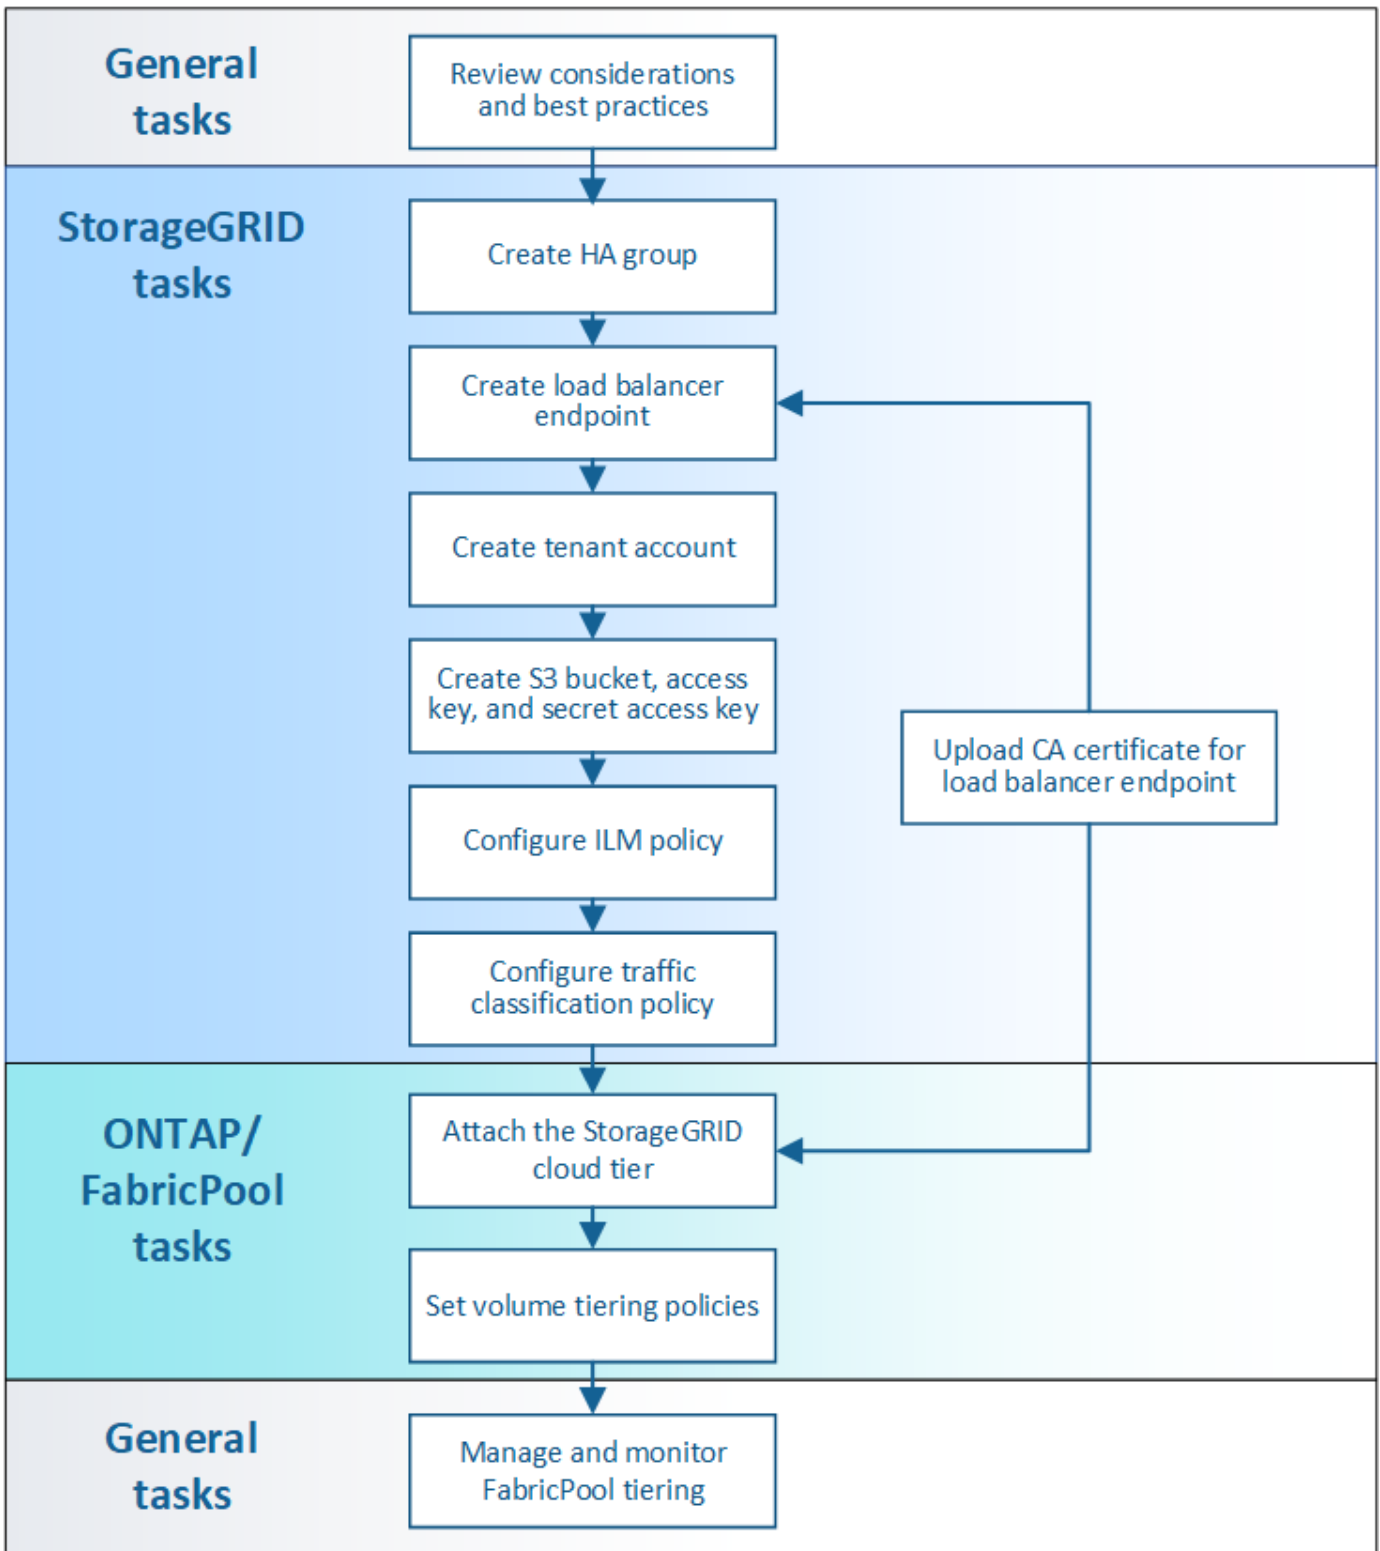 General
tasks
Review considerations
and best practices
StorageGRID
tasks
Create HA group
Create load balancer
endpoint
Create tenant account
Create S3 bucket, access
key, and secret access key
Upload CA certificate for
load balancer endpoint
Configure ILM policy
Configure traffic
classification policy
ONTAP/
FabricPool
tasks
Attach the StorageGRID
cloud tier
Set volume tiering policies
General
tasks
Manage and monitor
FabricPool tiering